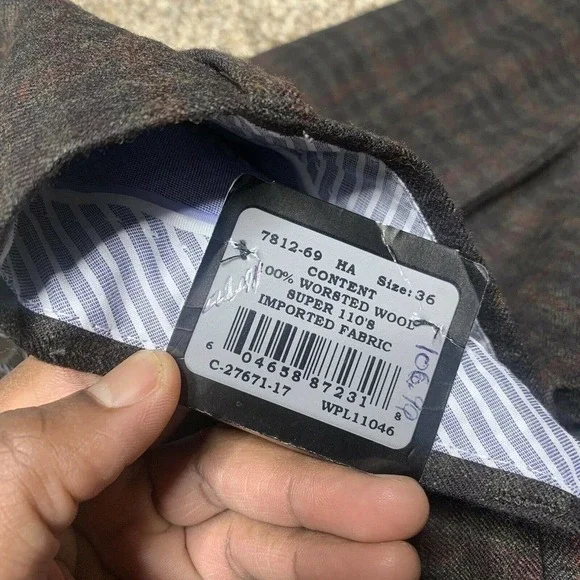 7812-69 HA Size: 36
CONTENT
100% WORSTED WOOL
SUPER 110'S
IMPORTED FABRIC
6 04658 87231 8
C-27671-17 WPL11046